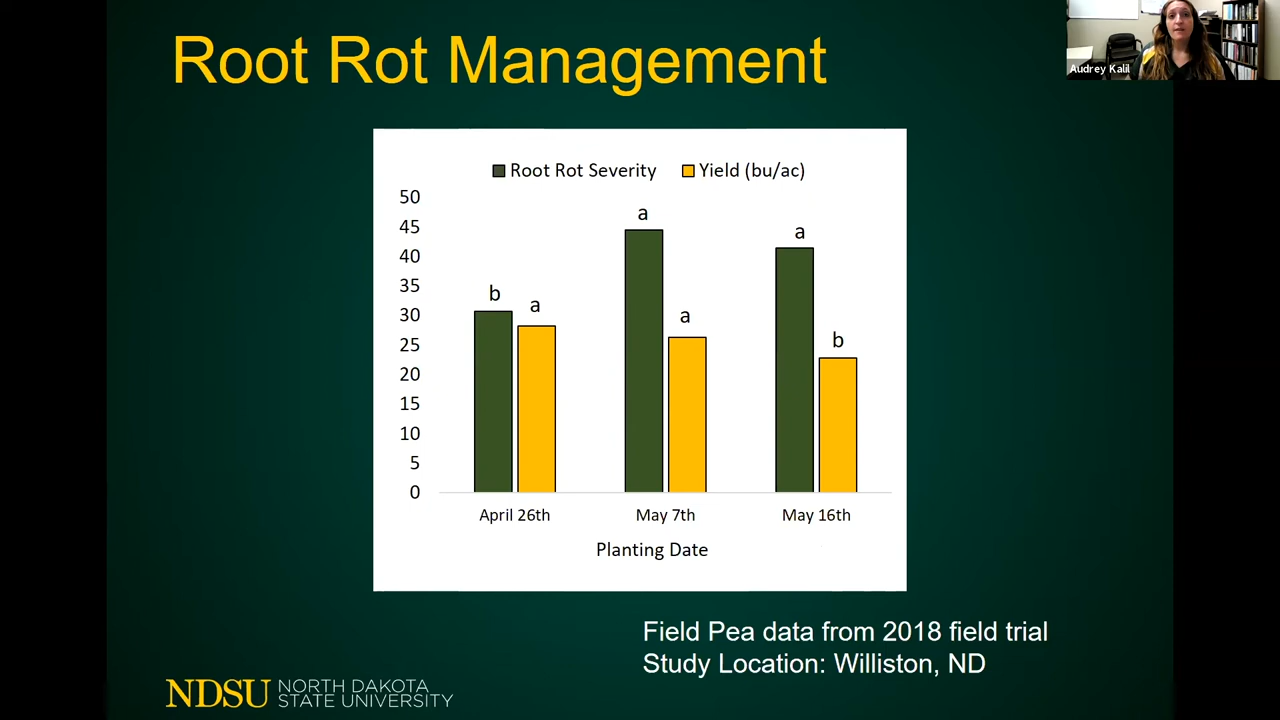 Root Rot Management
Audrey Kalil
Root Rot Severity Yield (bu/ac)
50
45
40
35
30
25
20
15
10
5
0
b
a
a
a
a
b
April 26th May 7th May 16th
Planting Date
Field Pea data from 2018 field trial
Study Location: Williston, ND
NDSU NORTH DAKOTA
STATE UNIVERSITY